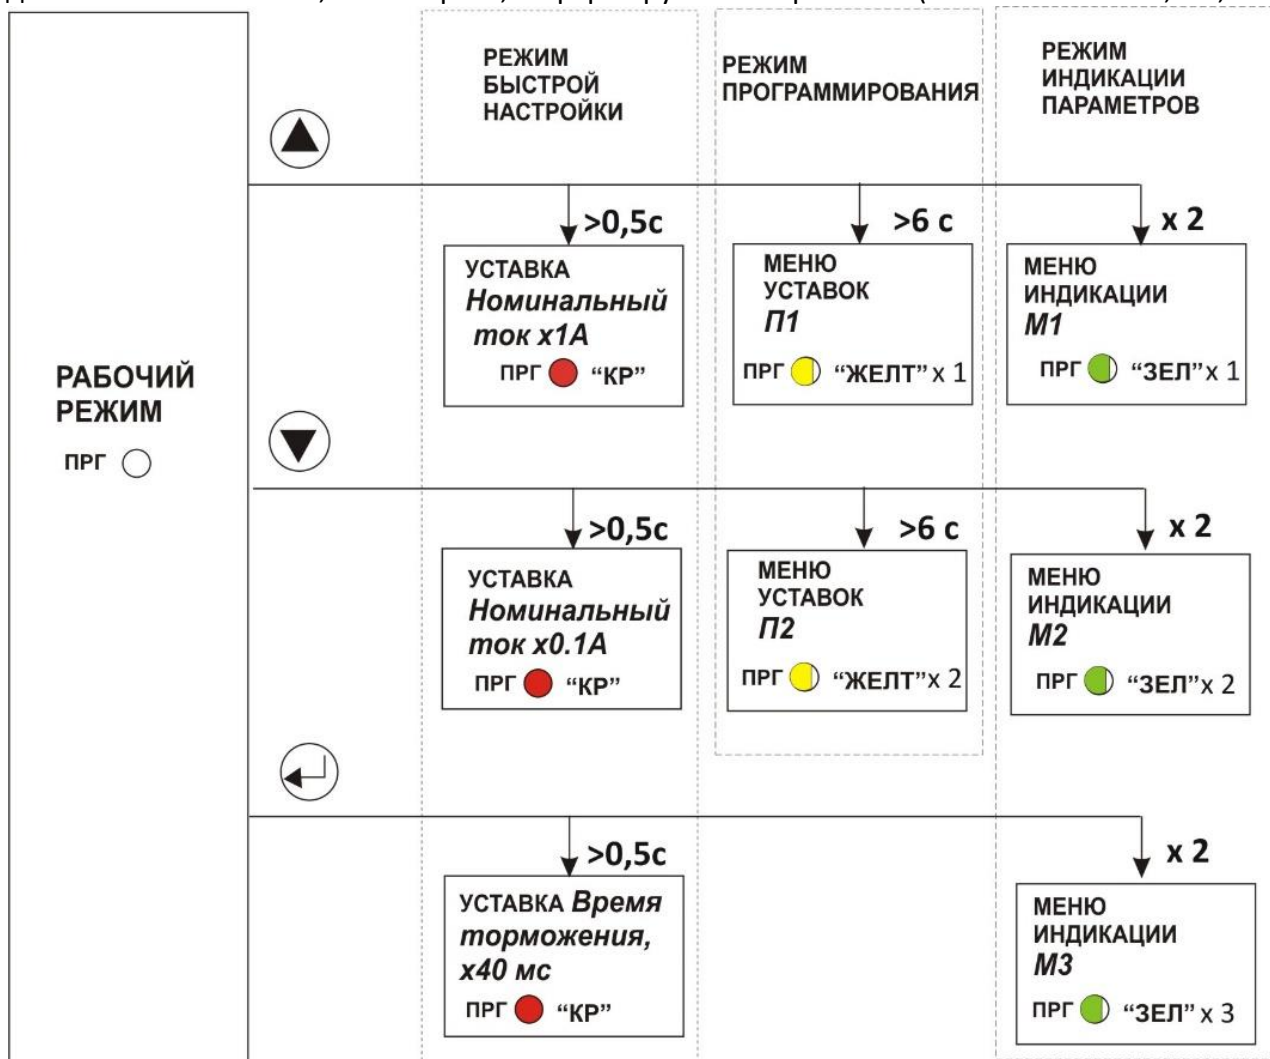 РЕЖИМ
БЫСТРОЙ
НАСТРОЙКИ
РЕЖИМ
ПРОГРАММИРОВАНИЯ
РЕЖИМ
ИНДИКАЦИИ
ПАРАМЕТРОВ
РАБОЧИЙ
РЕЖИМ
ПРГ
>0,5с
>6 с
x 2
УСТАВКА
Номинальный
ток x1А
ПРГ "КР"
МЕНЮ
УСТАВОК
П1
ПРГ "ЖЕЛТ" x 1
МЕНЮ
ИНДИКАЦИИ
М1
ПРГ "ЗЕЛ" x 1
>0,5с
>6 с
x 2
УСТАВКА
Номинальный
ток x0.1А
ПРГ "КР"
МЕНЮ
УСТАВОК
П2
ПРГ "ЖЕЛТ" x 2
МЕНЮ
ИНДИКАЦИИ
М2
ПРГ "ЗЕЛ" x 2
>0,5с
x 2
УСТАВКА Время
торможения,
x40 мс
ПРГ "КР"
МЕНЮ
ИНДИКАЦИИ
М3
ПРГ "ЗЕЛ" x 3